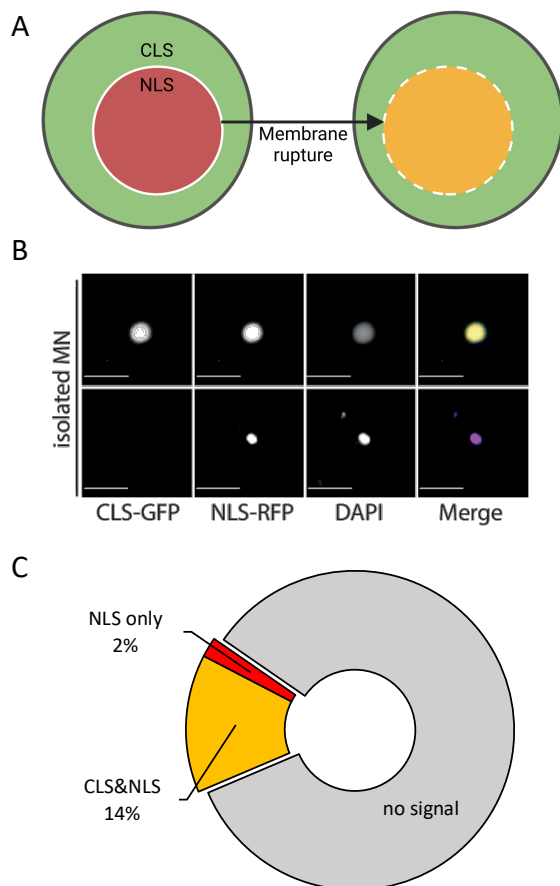 A
CLS
NLS
Membrane
rupture
B
isolated MN
CLS-GFP
NLS-RFP
DAPI
Merge
C
NLS only
2%
CLS&NLS
14%
no signal